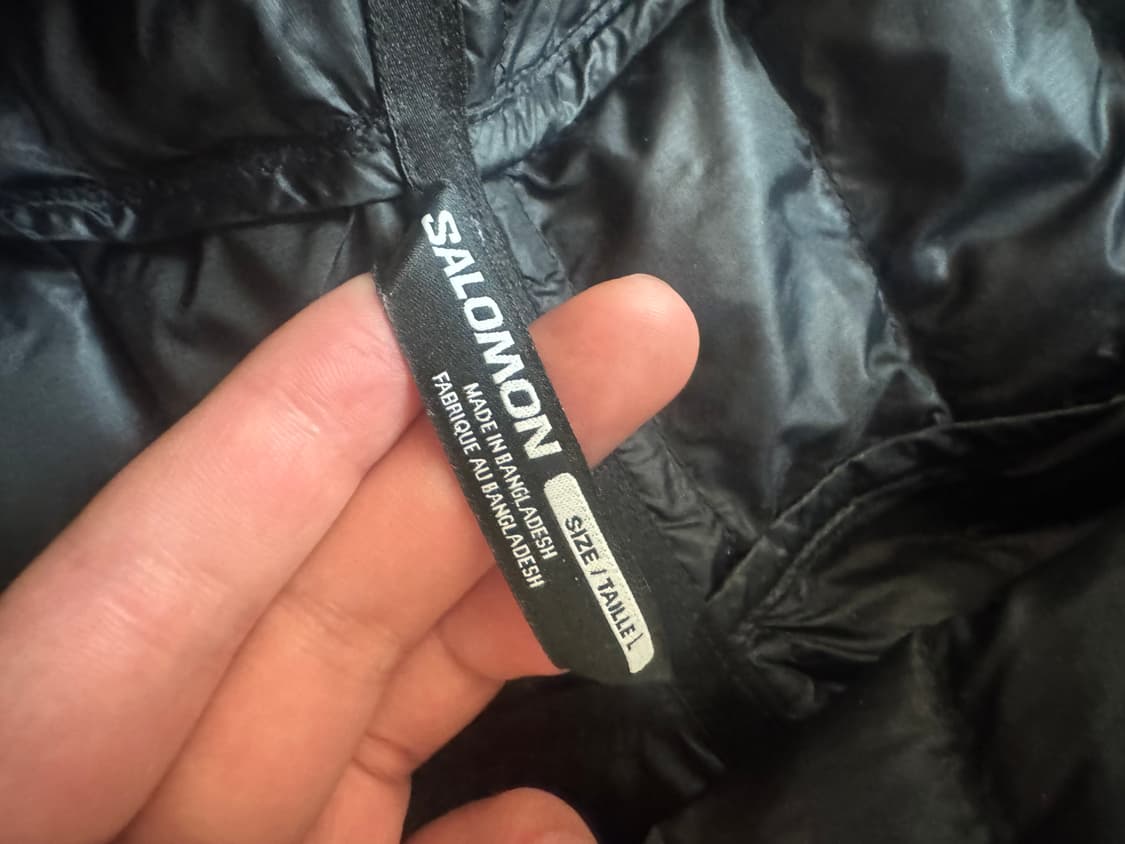 SALOMON
MADE IN BANGLADESH
FABRIQUE AU BANGLADESH
SIZE / TAILLE L